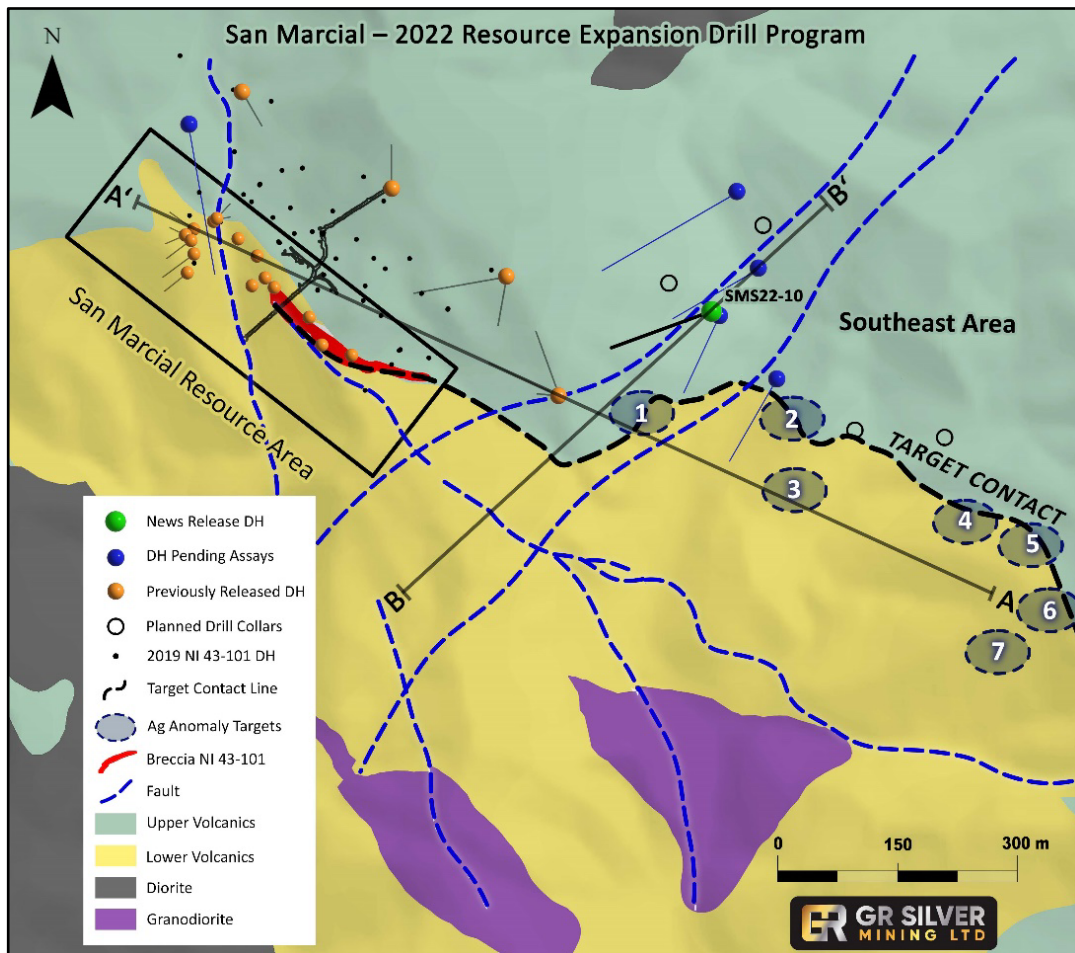 San Marcial – 2022 Resource Expansion Drill Program
N
A'
B'
SMS22-10
Southeast Area
San Marcial Resource Area
1
2
TARGET CONTACT
3
4
5
B
A
6
7
News Release DH
DH Pending Assays
Previously Released DH
Planned Drill Collars
2019 NI 43-101 DH
Target Contact Line
Ag Anomaly Targets
Breccia NI 43-101
Fault
Upper Volcanics
Lower Volcanics
Diorite
Granodiorite
0 150 300 m
GR GR SILVER
MINING LTD